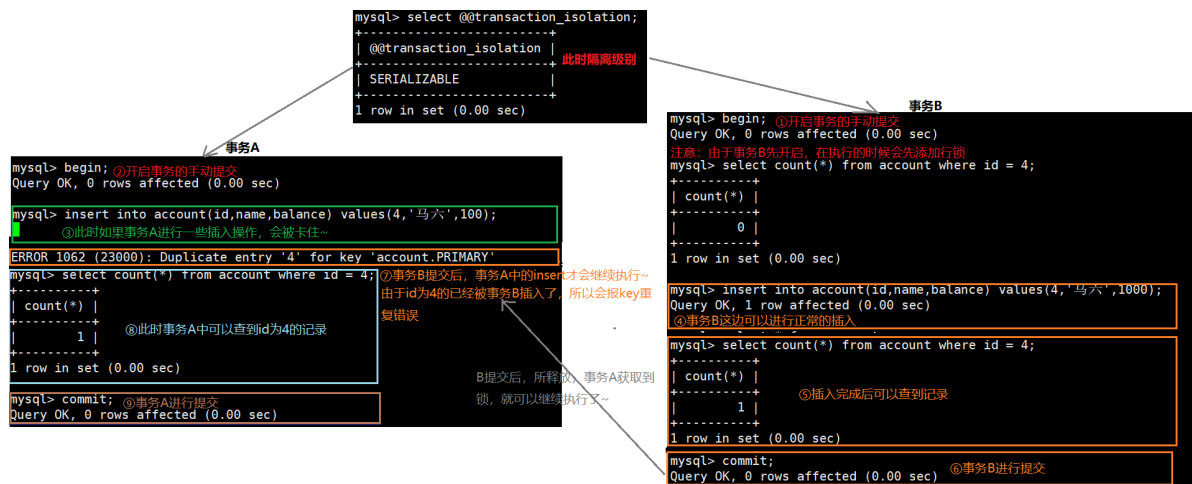 mysql> select @@transaction_isolation;
+-------------------------+
| @@transaction_isolation |
+-------------------------+
| SERIALIZABLE            |
+-------------------------+
1 row in set (0.00 sec)
此时隔离级别
事务A
mysql> begin; ②开启事务的手动提交
Query OK, 0 rows affected (0.00 sec)
mysql> insert into account(id,name,balance) values(4,'马六',100);
③此时如果事务A进行一些插入操作，会被卡住~
ERROR 1062 (23000): Duplicate entry '4' for key 'account.PRIMARY'
mysql> select count(*) from account where id = 4;
+----------+
| count(*) |
+----------+
|        1 |
+----------+
1 row in set (0.00 sec)
⑧此时事务A中可以查到id为4的记录
⑦事务B提交后，事务A中的insert才会继续执行~
由于id为4的已经被事务B插入了，所以会报key重
复错误
mysql> commit; ⑨事务A进行提交
Query OK, 0 rows affected (0.00 sec)
B提交后，所释放，事务A获取到
锁，就可以继续执行了~
事务B
mysql> begin; ①开启事务的手动提交
Query OK, 0 rows affected (0.00 sec)
注意：由于事务B先开启，在执行的时候会先添加行锁
mysql> select count(*) from account where id = 4;
+----------+
| count(*) |
+----------+
|        0 |
+----------+
1 row in set (0.00 sec)
mysql> insert into account(id,name,balance) values(4,'马六',1000);
Query OK, 1 row affected (0.00 sec)
④事务B这边可以进行正常的插入
mysql> select count(*) from account where id = 4;
+----------+
| count(*) |
+----------+
|        1 |
+----------+
1 row in set (0.00 sec)
⑤插入完成后可以查到记录
mysql> commit;
Query OK, 0 rows affected (0.00 sec)
⑥事务B进行提交